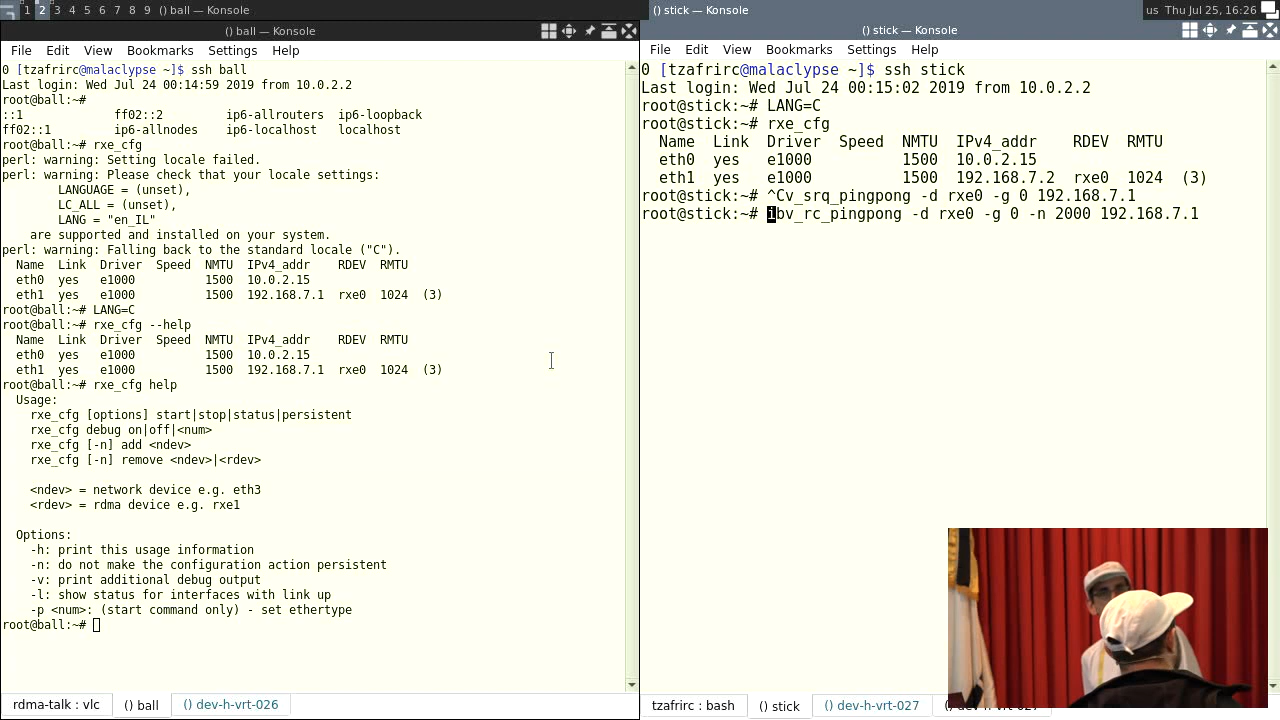 1 2 3 4 5 6 7 8 9 () ball — Konsole
() stick — Konsole
us Thu Jul 25, 16:26
() ball — Konsole
File Edit View Bookmarks Settings Help
0 [tzafrirc@malaclypse ~]$ ssh ball
Last login: Wed Jul 24 00:14:59 2019 from 10.0.2.2
root@ball:~#
::1 ff02::2 ip6-allrouters ip6-loopback
ff02::1 ip6-allnodes ip6-localhost localhost
root@ball:~# rxe_cfg
perl: warning: Setting locale failed.
perl: warning: Please check that your locale settings:
LANGUAGE = (unset),
LC_ALL = (unset),
LANG = "en_IL"
are supported and installed on your system.
perl: warning: Falling back to the standard locale ("C").
Name Link Driver Speed NMTU IPv4_addr RDEV RMTU
eth0 yes e1000 1500 10.0.2.15
eth1 yes e1000 1500 192.168.7.1 rxe0 1024 (3)
root@ball:~# LANG=C
root@ball:~# rxe_cfg --help
Name Link Driver Speed NMTU IPv4_addr RDEV RMTU
eth0 yes e1000 1500 10.0.2.15
eth1 yes e1000 1500 192.168.7.1 rxe0 1024 (3)
root@ball:~# rxe_cfg help
Usage:
rxe_cfg [options] start|stop|status|persistent
rxe_cfg debug on|off|<num>
rxe_cfg [-n] add <ndev>
rxe_cfg [-n] remove <ndev>|<rdev>
<ndev> = network device e.g. eth3
<rdev> = rdma device e.g. rxe1
Options:
-h: print this usage information
-n: do not make the configuration action persistent
-v: print additional debug output
-l: show status for interfaces with link up
-p <num>: (start command only) - set ethertype
root@ball:~#
rdma-talk : vlc () ball () dev-h-vrt-026
() stick — Konsole
File Edit View Bookmarks Settings Help
0 [tzafrirc@malaclypse ~]$ ssh stick
Last login: Wed Jul 24 00:15:02 2019 from 10.0.2.2
root@stick:~# LANG=C
root@stick:~# rxe_cfg
Name Link Driver Speed NMTU IPv4_addr RDEV RMTU
eth0 yes e1000 1500 10.0.2.15
eth1 yes e1000 1500 192.168.7.2 rxe0 1024 (3)
root@stick:~# ^Cv_srq_pingpong -d rxe0 -g 0 192.168.7.1
root@stick:~# ibv_rc_pingpong -d rxe0 -g 0 -n 2000 192.168.7.1
tzafrirc : bash () stick () dev-h-vrt-027